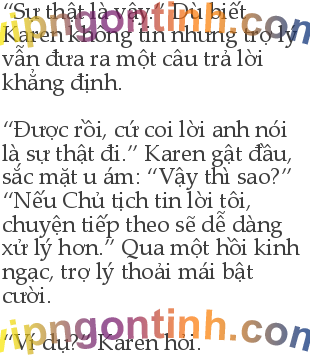 “Sự thật là vậy.” Dù biết
Karen không tin nhưng trợ lý
vẫn đưa ra một câu trả lời
khẳng định.
“Được rồi, cứ coi lời anh nói
là sự thật đi.” Karen gật đầu,
sắc mặt u ám: “Vậy thì sao?”
“Nếu Chủ tịch tin lời tôi,
chuyện tiếp theo sẽ dễ dàng
xử lý hơn.” Qua một hồi kinh
ngạc, trợ lý thoải mái bật
cười.
“Ví dụ?” Karen hỏi.
vipngontinh.com
vipngontinh.com